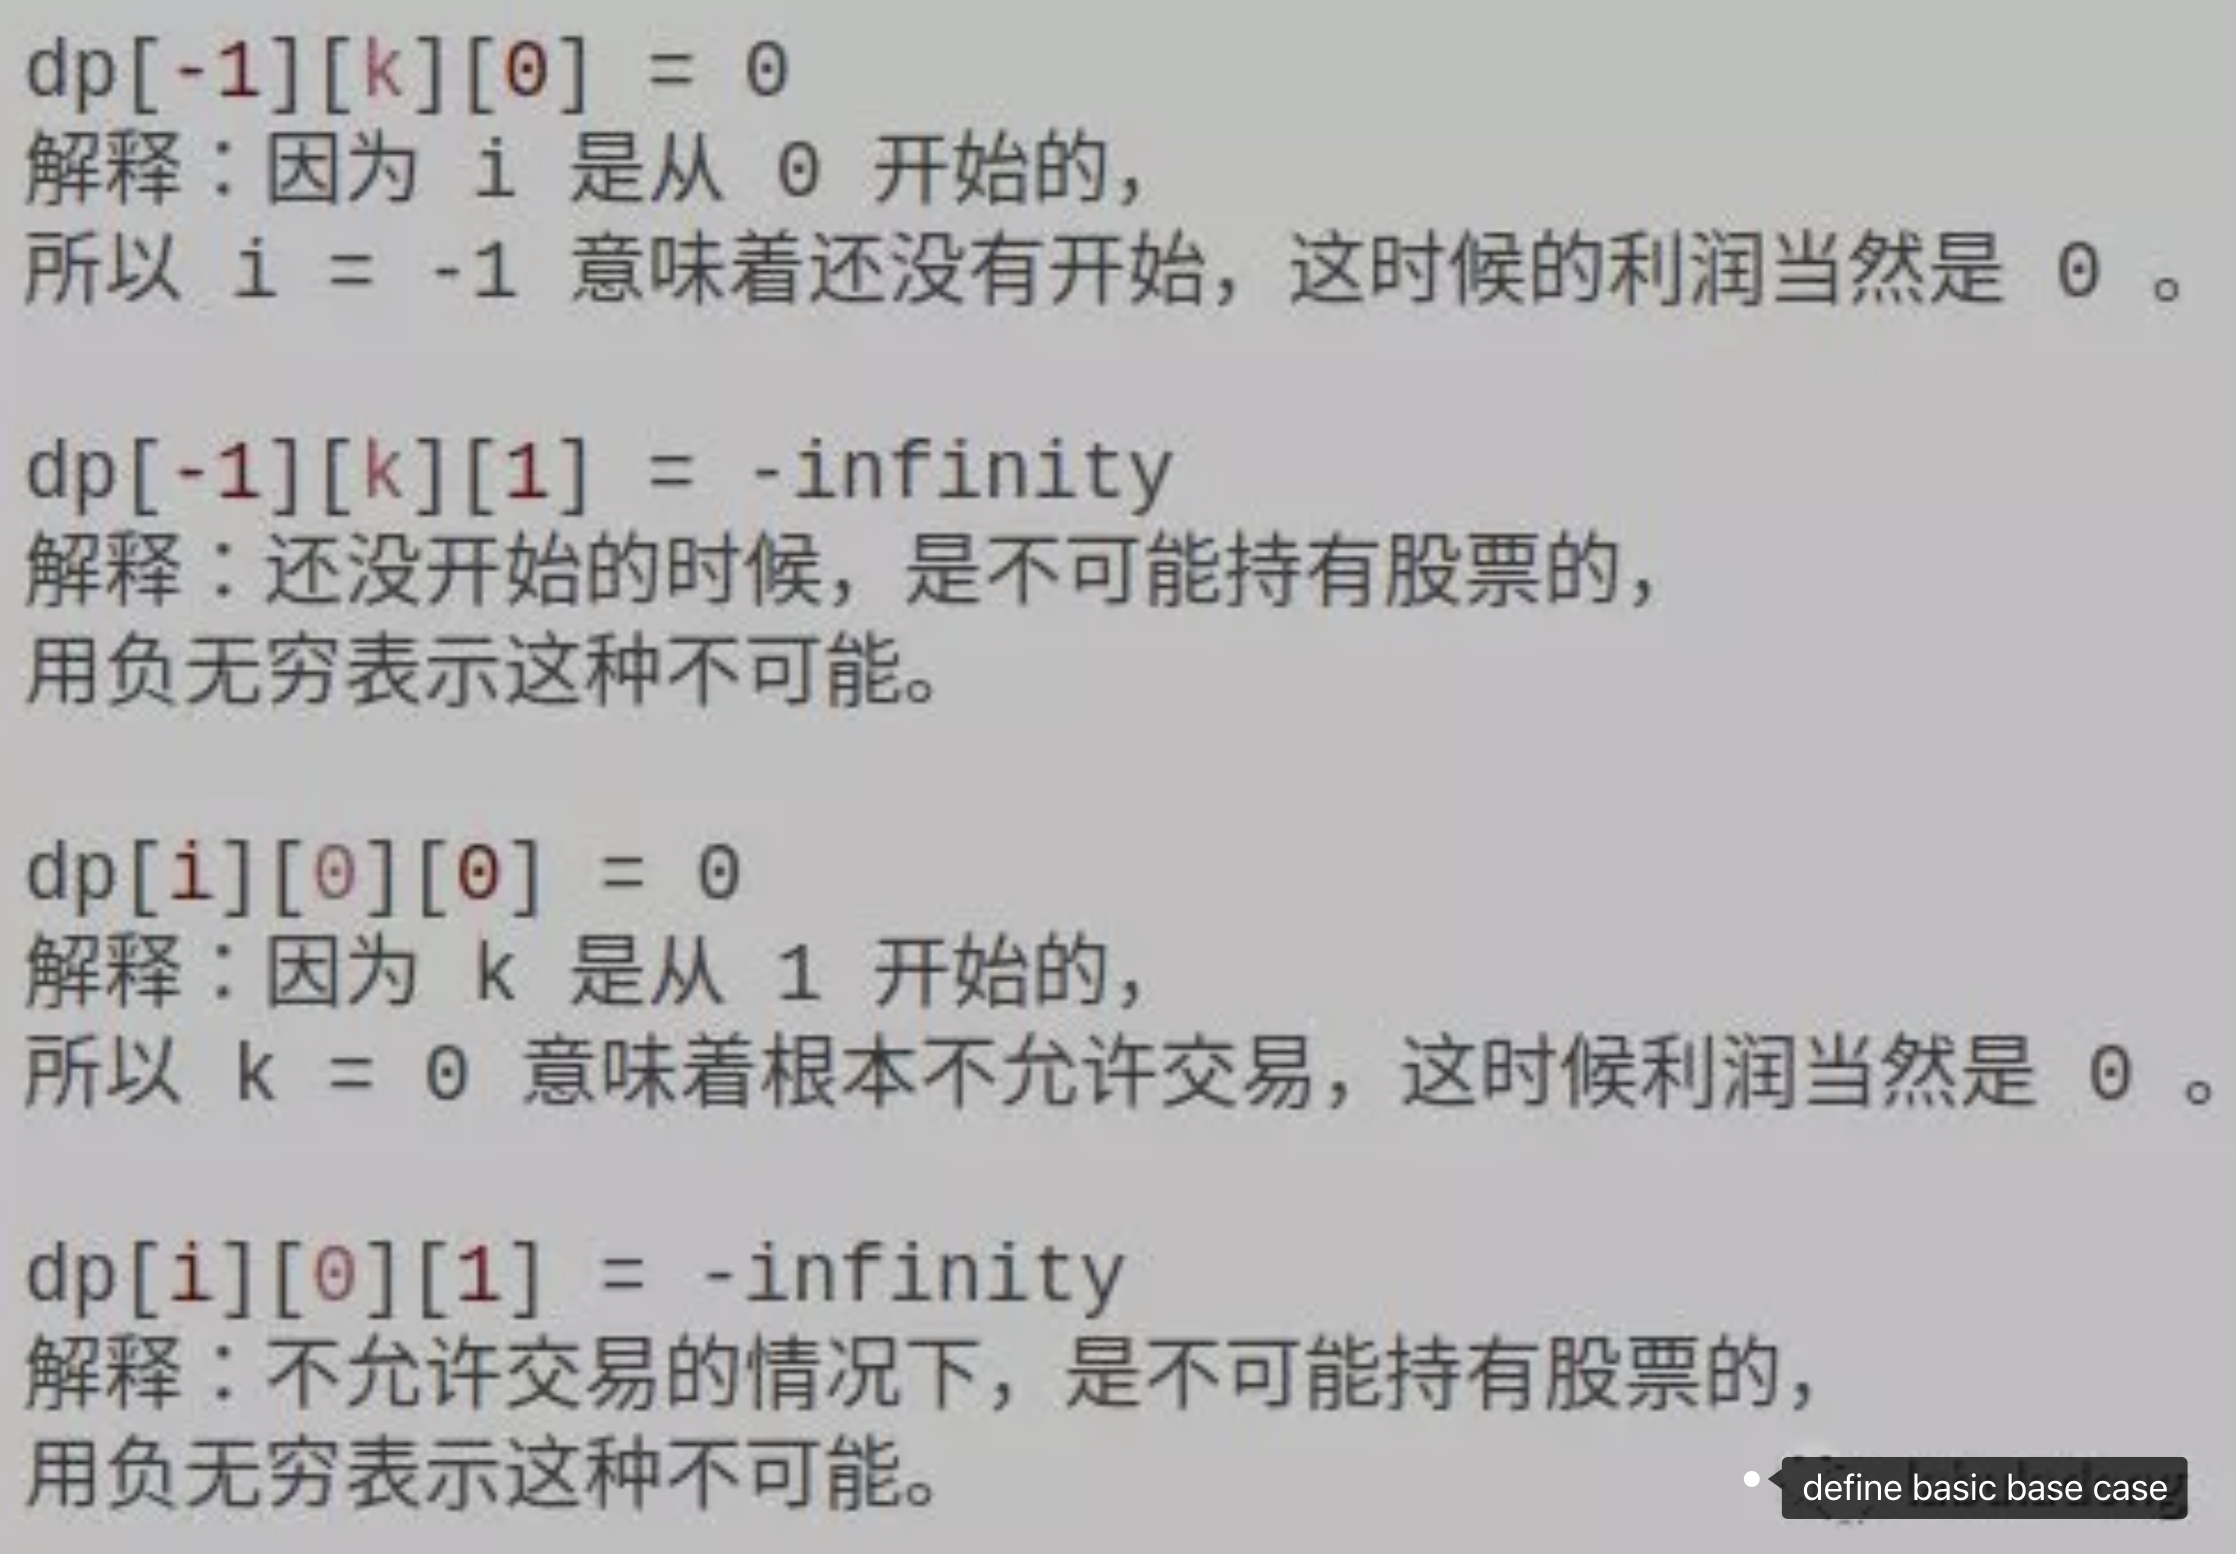 dp[-1][k][0] = 0
解释：因为 i 是从 0 开始的，
所以 i = -1 意味着还没有开始，这时候的利润当然是 0 。
dp[-1][k][1] = -infinity
解释：还没开始的时候，是不可能持有股票的，
用负无穷表示这种不可能。
dp[i][0][0] = 0
解释：因为 k 是从 1 开始的，
所以 k = 0 意味着根本不允许交易，这时候利润当然是 0 。
dp[i][0][1] = -infinity
解释：不允许交易的情况下，是不可能持有股票的，
用负无穷表示这种不可能。
define basic base case